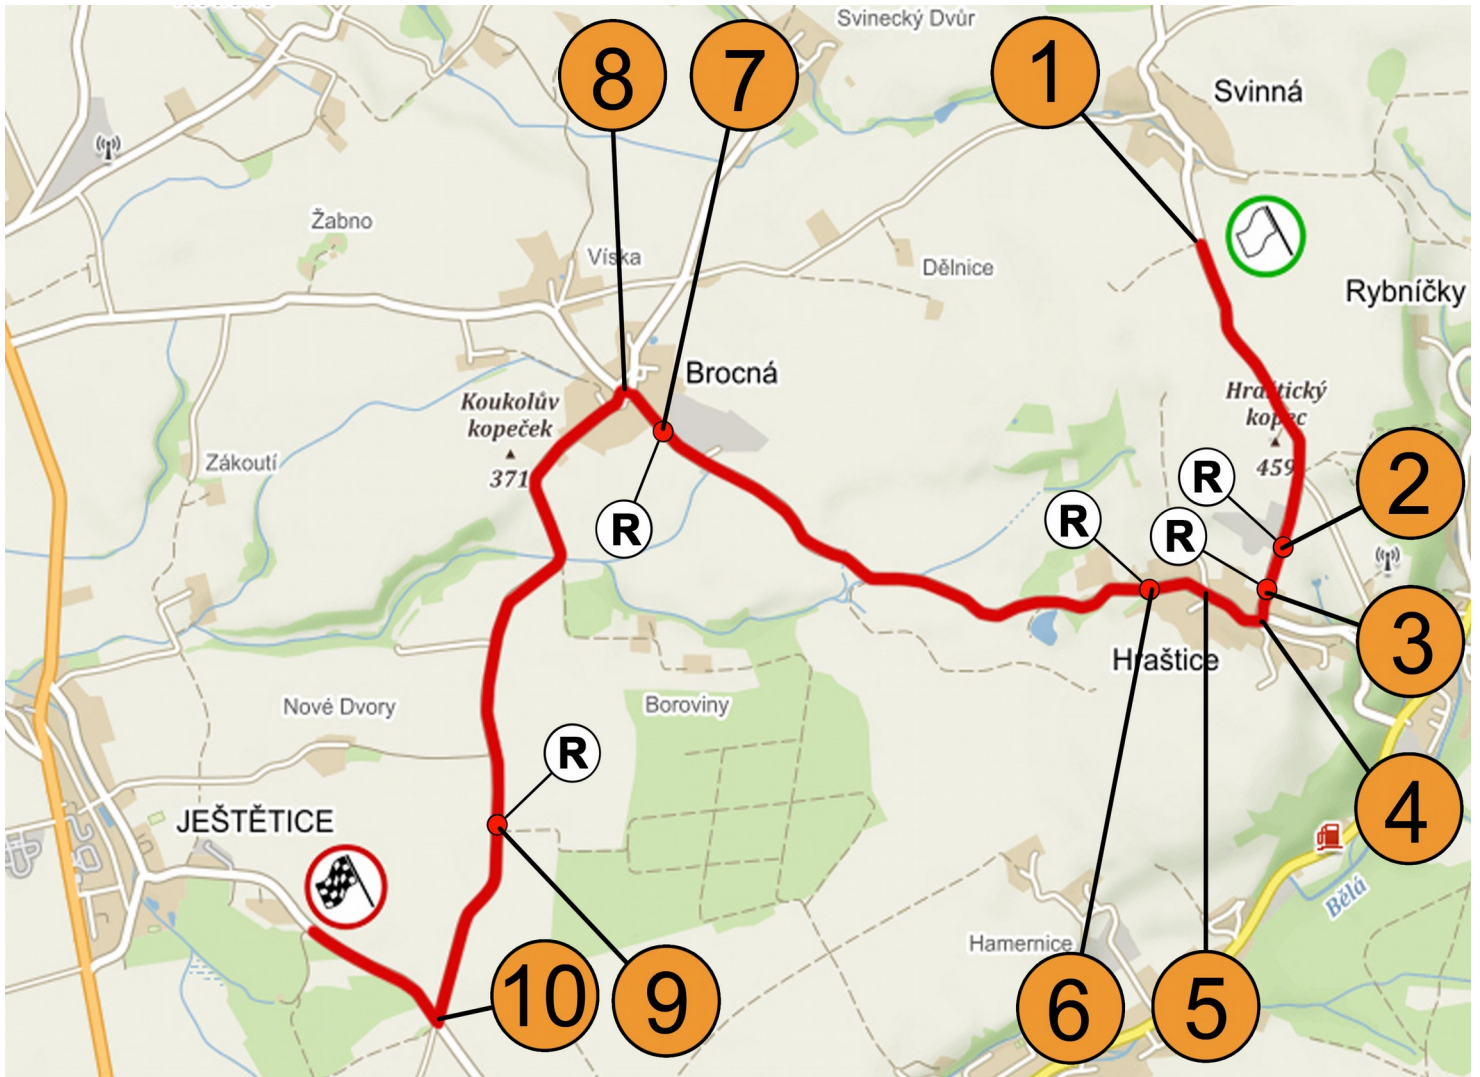 Svinecký Dvůr
8
7
1
Svinná
Žabno
Víska
Dělnice
Rybníčky
Brocná
Hraštický
kopec
459
Koukolův
kopeček
371
Zákoutí
R
2
R
R
R
3
Hraštice
Nové Dvory
Boroviny
R
4
JEŠTĚTICE
Bělá
Hamernice
10
9
6
5